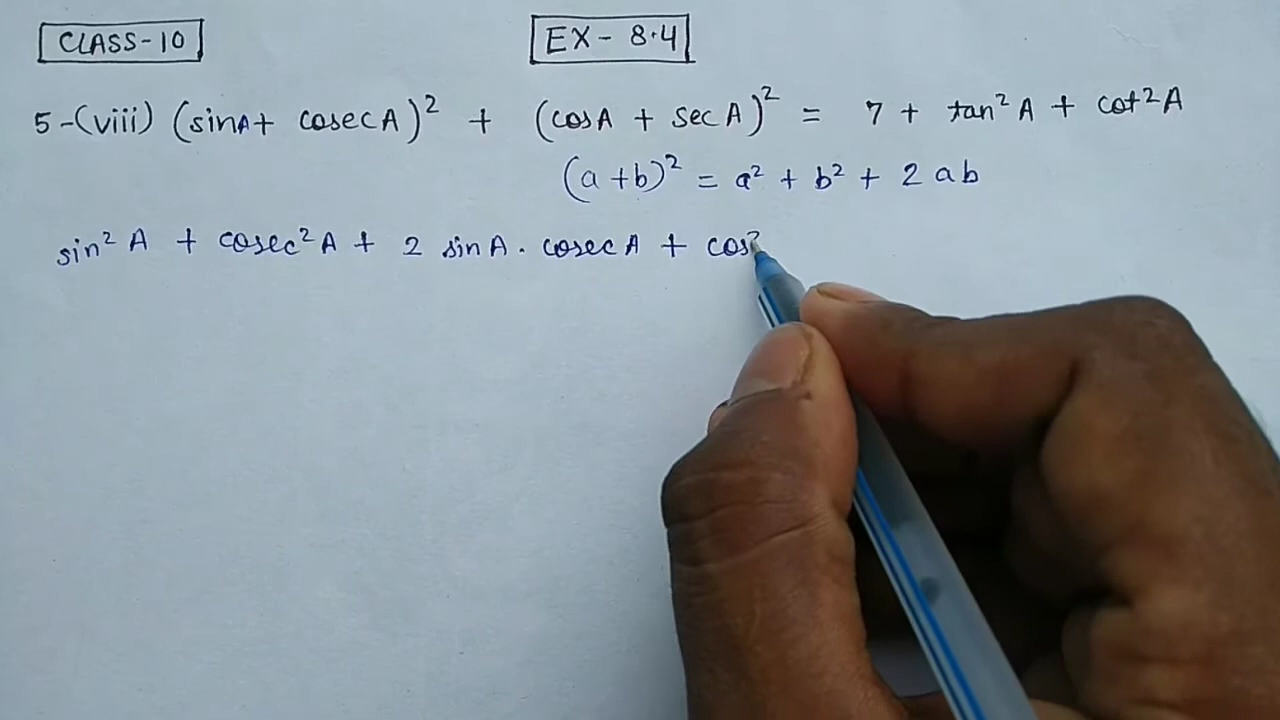 CLASS-10
EX - 8.4
5-(viii) (sinA + cosecA)² + (cosA + secA)² = 7 + tan²A + cot²A
(a+b)² = a² + b² + 2ab
sin²A + cosec²A + 2 sinA . cosecA + cos²